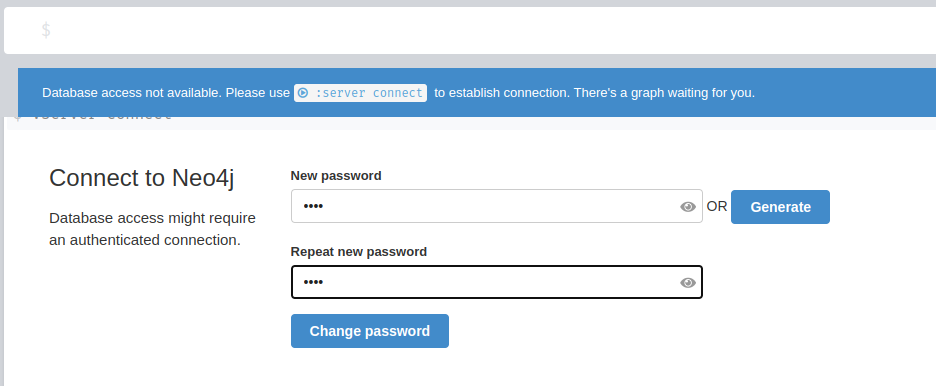 $
Database access not available. Please use :server connect to establish connection. There's a graph waiting for you.
$ :server connect
Connect to Neo4j
Database access might require
an authenticated connection.
New password
•••• OR Generate
Repeat new password
••••
Change password